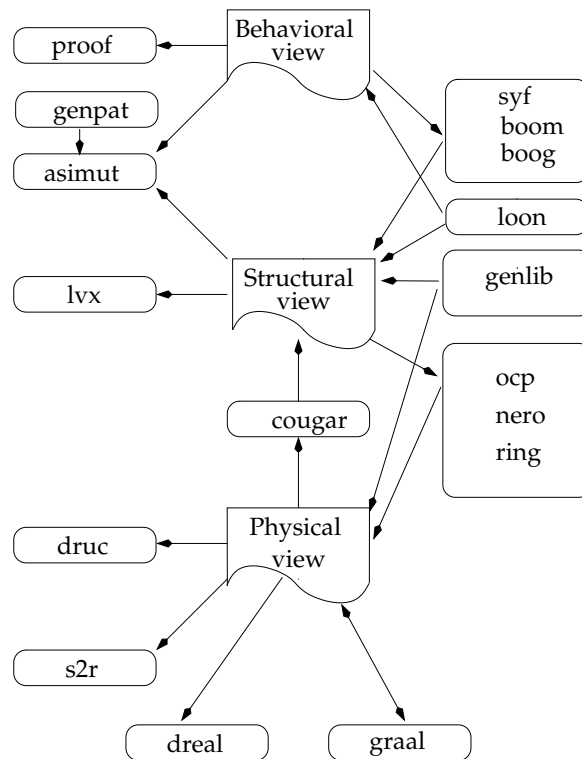 Behavioral
view
proof
genpat
asimut
syf
boom
boog
loon
Structural
view
genlib
lvx
ocp
nero
ring
cougar
Physical
view
druc
s2r
dreal
graal